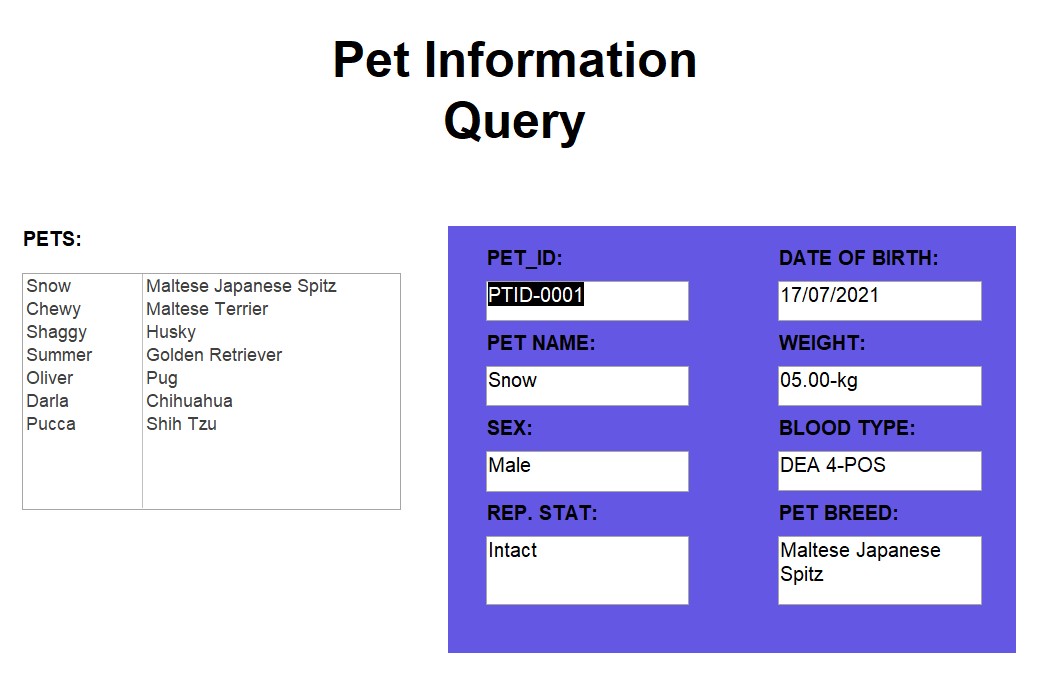 Pet Information
Query
PETS:
Snow Maltese Japanese Spitz
Chewy Maltese Terrier
Shaggy Husky
Summer Golden Retriever
Oliver Pug
Darla Chihuahua
Pucca Shih Tzu
PET_ID: DATE OF BIRTH:
PTID-0001 17/07/2021
PET NAME: WEIGHT:
Snow 05.00-kg
SEX: BLOOD TYPE:
Male DEA 4-POS
REP. STAT: PET BREED:
Intact Maltese Japanese
Spitz